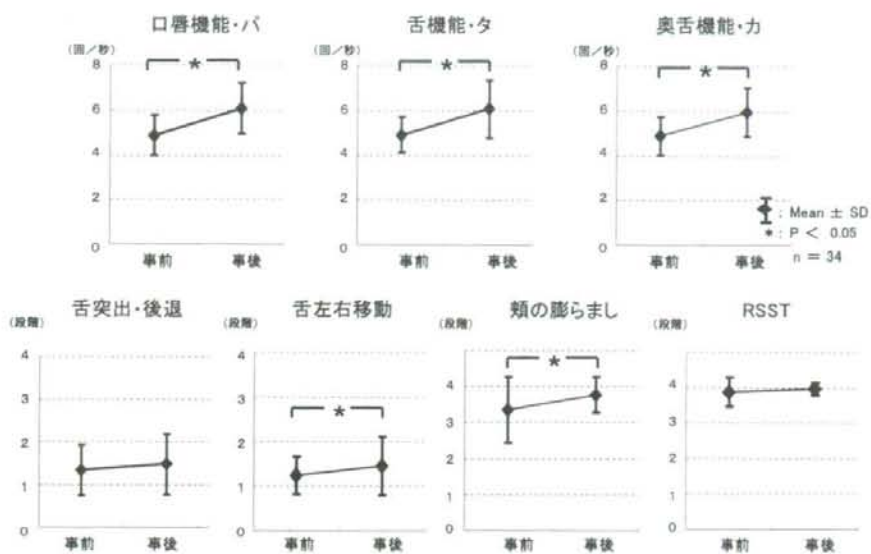 口唇機能・パ
(回/秒)
8
6
4
2
0
*
事前 事後
舌機能・タ
(回/秒)
8
6
4
2
0
*
事前 事後
奥舌機能・カ
(回/秒)
8
6
4
2
0
*
事前 事後
: Mean ± SD
* : P < 0.05
n = 34
舌突出・後退
(段階)
4
3
2
1
0
事前 事後
舌左右移動
(段階)
4
3
2
1
0
*
事前 事後
頬の膨らまし
(段階)
4
3
2
1
0
*
事前 事後
RSST
(段階)
4
3
2
1
0
事前 事後